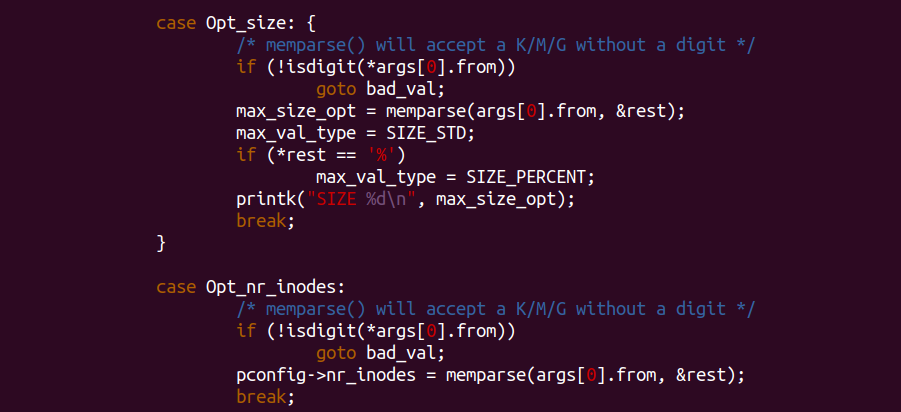 case Opt_size: {
/* memparse() will accept a K/M/G without a digit */
if (!isdigit(*args[0].from))
goto bad_val;
max_size_opt = memparse(args[0].from, &rest);
max_val_type = SIZE_STD;
if (*rest == '%')
max_val_type = SIZE_PERCENT;
printk("SIZE %d\n", max_size_opt);
break;
}
case Opt_nr_inodes:
/* memparse() will accept a K/M/G without a digit */
if (!isdigit(*args[0].from))
goto bad_val;
pconfig->nr_inodes = memparse(args[0].from, &rest);
break;